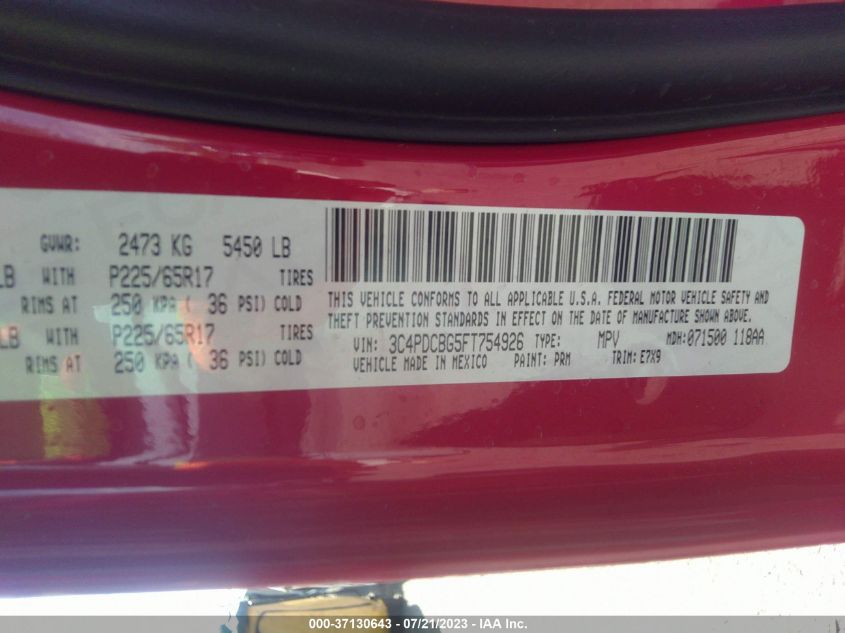 GVWR: 2473 KG 5450 LB
LB WITH P225/65R17 TIRES
RIMS AT 250 KPA ( 36 PSI) COLD
LB WITH P225/65R17 TIRES
RIMS AT 250 KPA ( 36 PSI) COLD
THIS VEHICLE CONFORMS TO ALL APPLICABLE U.S.A. FEDERAL MOTOR VEHICLE SAFETY AND
THEFT PREVENTION STANDARDS IN EFFECT ON THE DATE OF MANUFACTURE SHOWN ABOVE.
VIN: 3C4PDCBG5FT754926 TYPE: MPV MDH: 071500 118AA
VEHICLE MADE IN MEXICO PAINT: PRM TRIM: E7X9
000-37130643 / 07/21/2023 - IAA Inc.